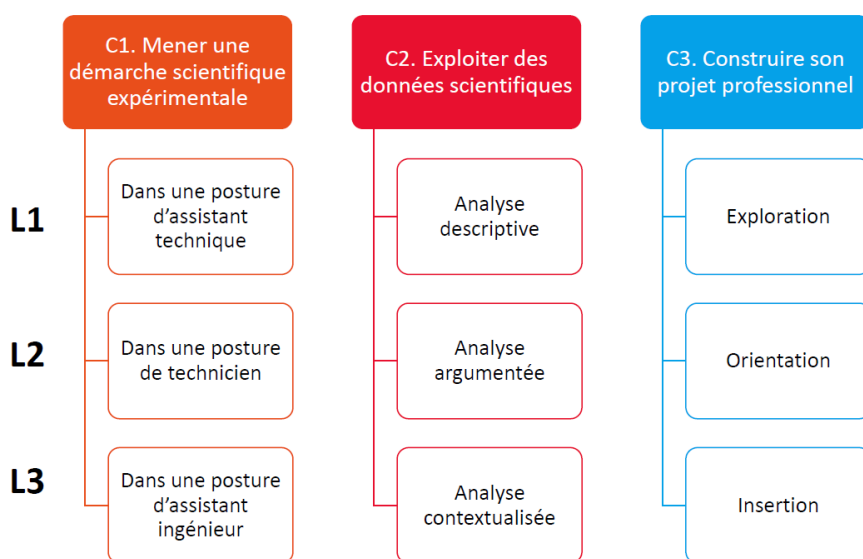 C1. Mener une
démarche scientifique
expérimentale
C2. Exploiter des
données scientifiques
C3. Construire son
projet professionnel
L1
Dans une posture
d'assistant
technique
Analyse
descriptive
Exploration
L2
Dans une posture
de technicien
Analyse
argumentée
Orientation
L3
Dans une posture
d'assistant
ingénieur
Analyse
contextualisée
Insertion